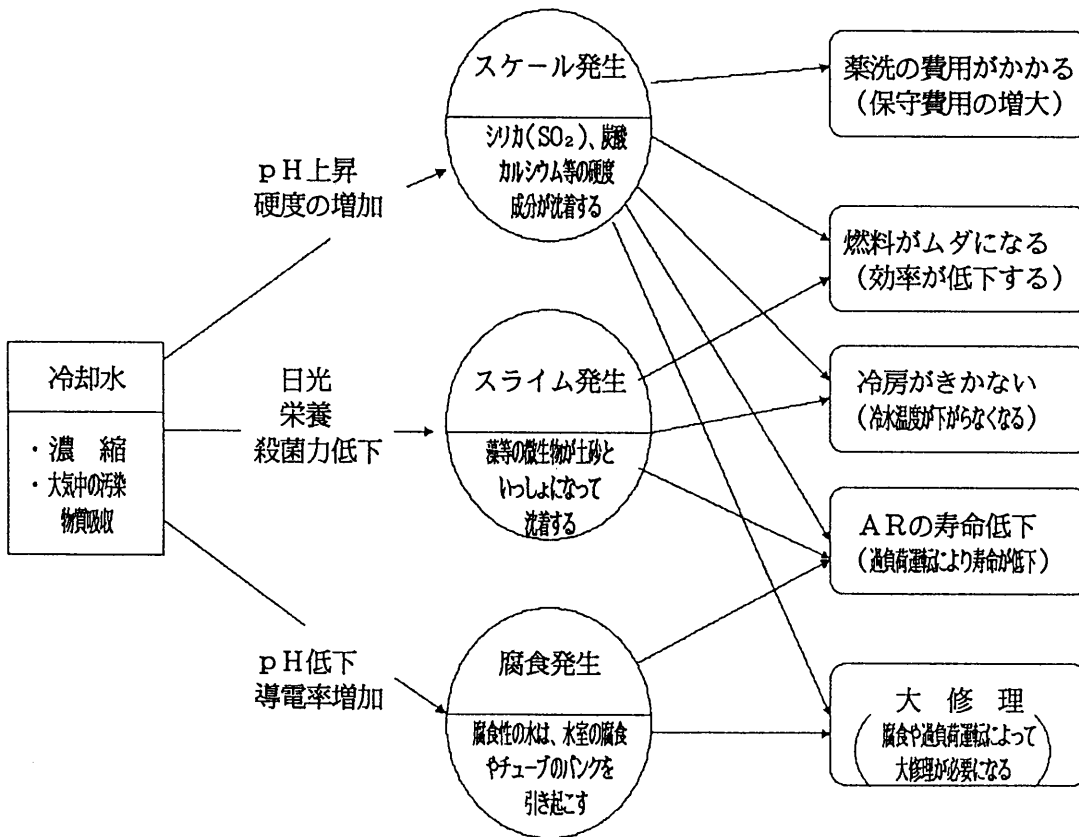 冷却水
・濃　縮
・大気中の汚染
物質吸収
ｐＨ上昇
硬度の増加
日光
栄養
殺菌力低下
ｐＨ低下
導電率増加
スケール発生
シリカ(SO₂)、炭酸
カルシウム等の硬度
成分が沈着する
スライム発生
藻等の微生物が土砂と
いっしょになって
沈着する
腐食発生
腐食性の水は、水室の腐食
やチューブのパンクを
引き起こす
薬洗の費用がかかる
（保守費用の増大）
燃料がムダになる
（効率が低下する）
冷房がきかない
（冷水温度が下がらなくなる）
ＡＲの寿命低下
（過負荷運転により寿命が低下）
大　修　理
（腐食や過負荷運転によって
大修理が必要になる）